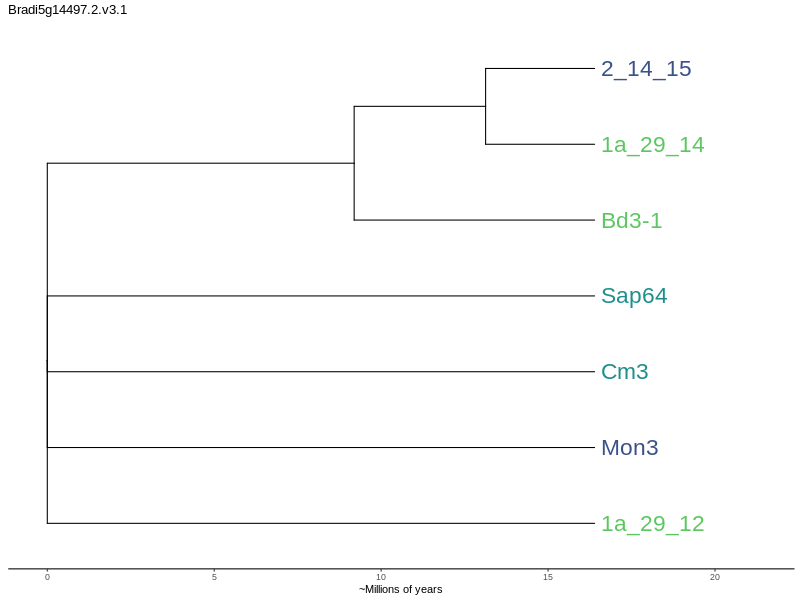 Bradi5g14497.2.v3.1
2_14_15
1a_29_14
Bd3-1
Sap64
Cm3
Mon3
1a_29_12
0 5 10 15 20
~Millions of years